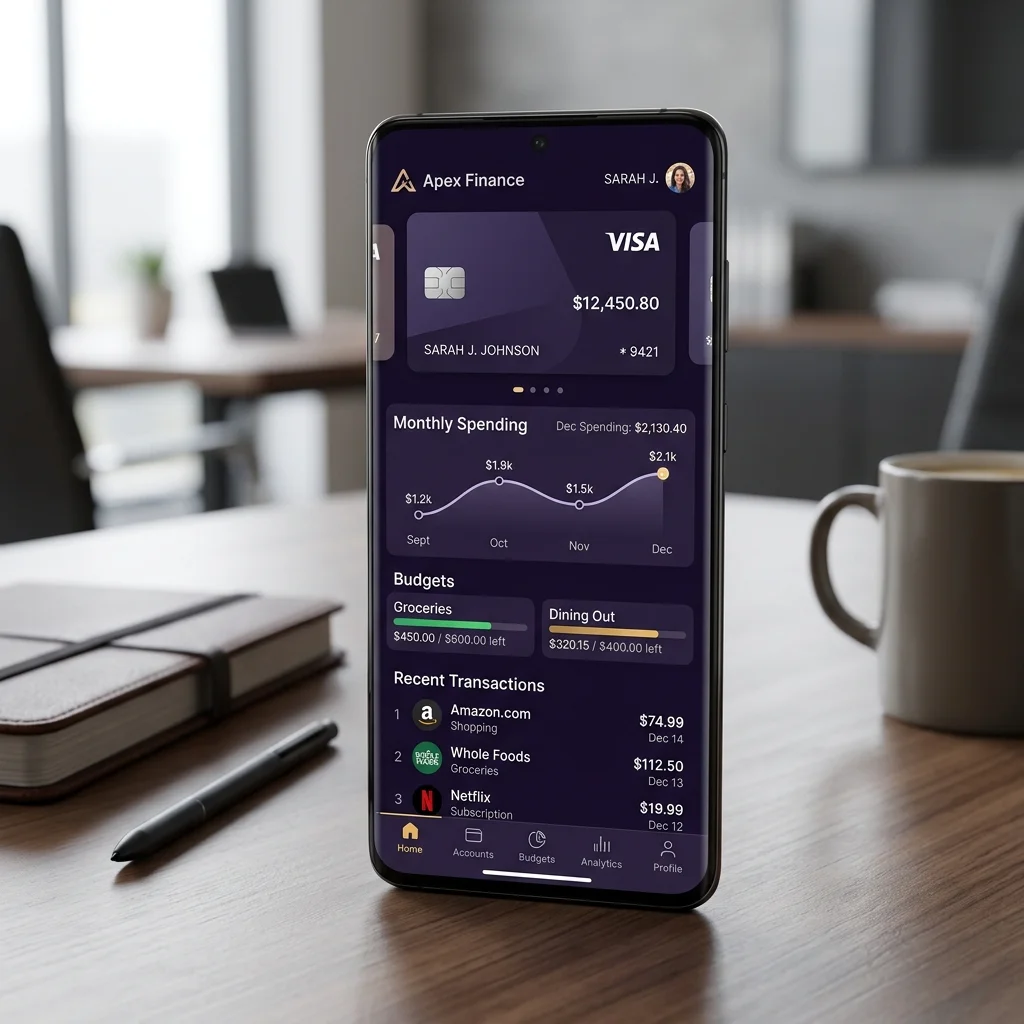 Apex Finance
SARAH J.
VISA
$12,450.80
SARAH J. JOHNSON
* 9421
Monthly Spending
Dec Spending: $2,130.40
$1.2k
$1.9k
$1.5k
$2.1k
Sept
Oct
Nov
Dec
Budgets
Groceries
$450.00 / $600.00 left
Dining Out
$320.15 / $400.00 left
Recent Transactions
1
a
Amazon.com
Shopping
$74.99
Dec 14
2
Whole Foods
Groceries
$112.50
Dec 13
3
N
Netflix
Subscription
$19.99
Dec 12
Home
Accounts
Budgets
Analytics
Profile